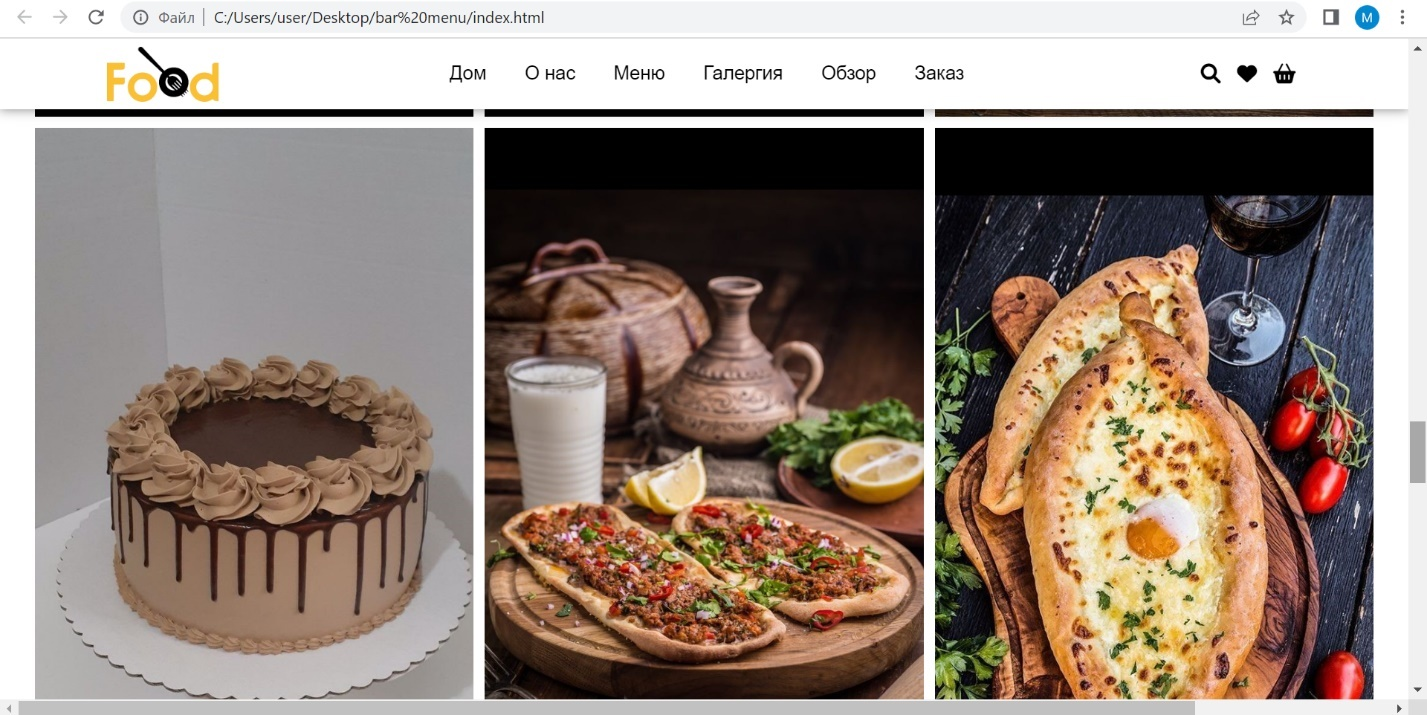 Файл C:/Users/user/Desktop/bar%20menu/index.html
M
Food
Дом О нас Меню Галергия Обзор Заказ